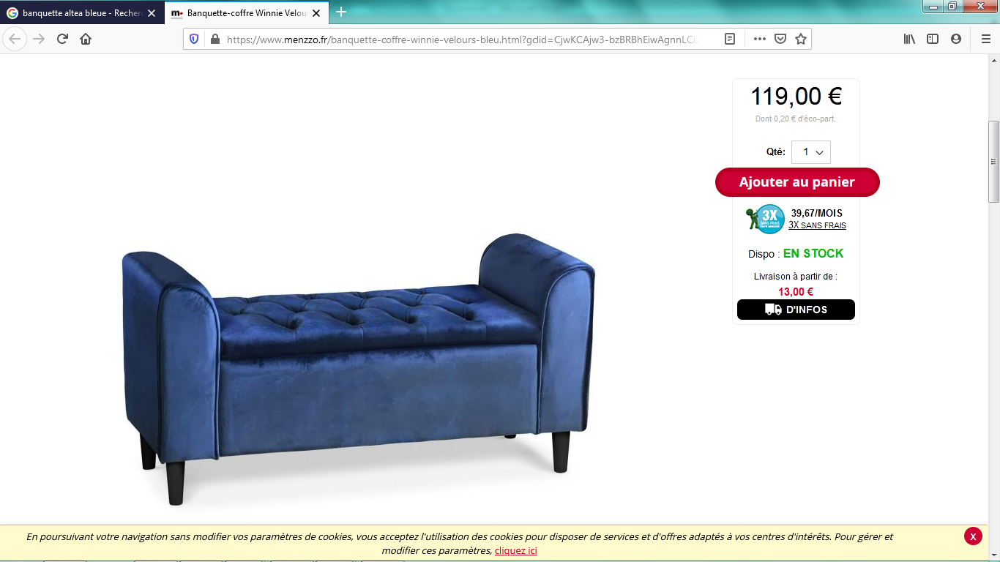 banquette altea bleue - Recher
m• Banquette-coffre Winnie Velou
https://www.menzzo.fr/banquette-coffre-winnie-velours-bleu.html?gclid=CjwKCAjw3-bzBRBhEiwAgnnLC
119,00 €
Dont 0,20 € d'éco-part.
Qté: 1
Ajouter au panier
3X
SANS FRAIS
39,67/MOIS
3X SANS FRAIS
Dispo : EN STOCK
Livraison à partir de :
13,00 €
D'INFOS
En poursuivant votre navigation sans modifier vos paramètres de cookies, vous acceptez l'utilisation des cookies pour disposer de services et d'offres adaptés à vos centres d'intérêts. Pour gérer et
modifier ces paramètres, cliquez ici
X